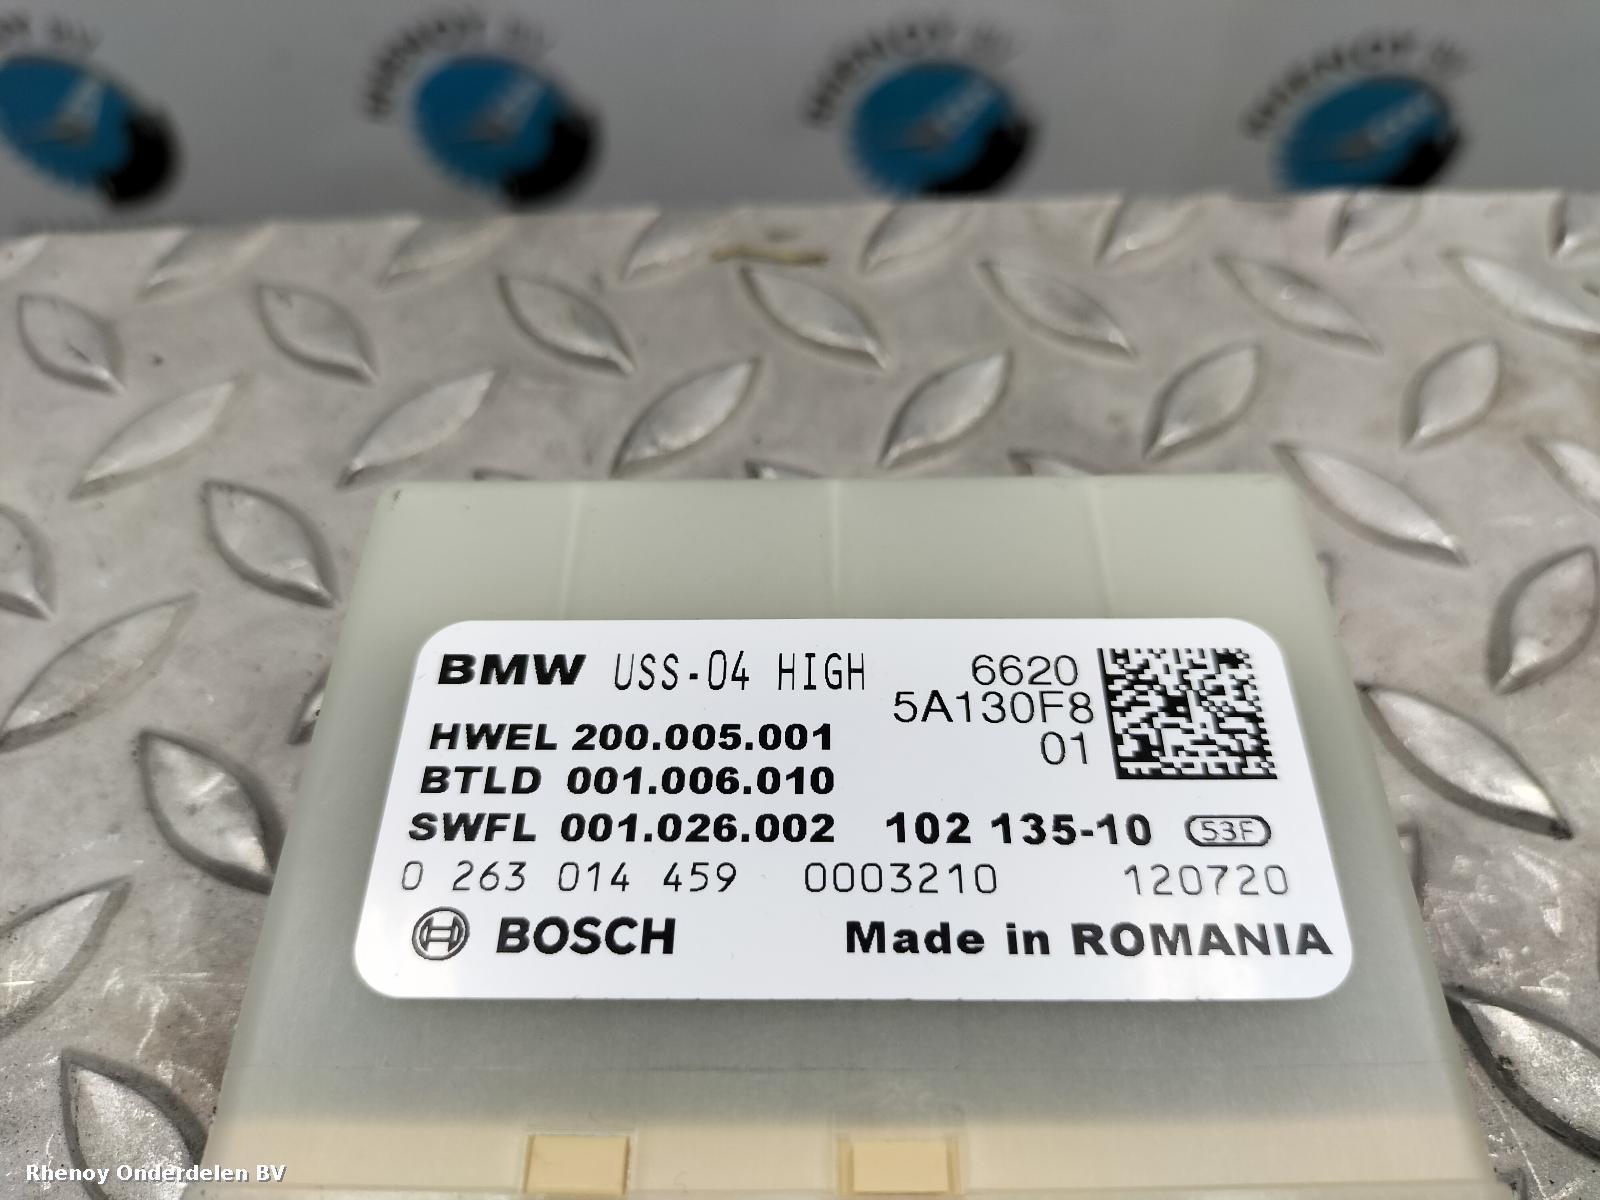 BMW USS-04 HIGH 6620
5A130F8
01
HWEL 200.005.001
BTLD 001.006.010
SWFL 001.026.002 102 135-10 53F
0 263 014 459 0003210 120720
BOSCH Made in ROMANIA
Rhenoy Onderdelen BV